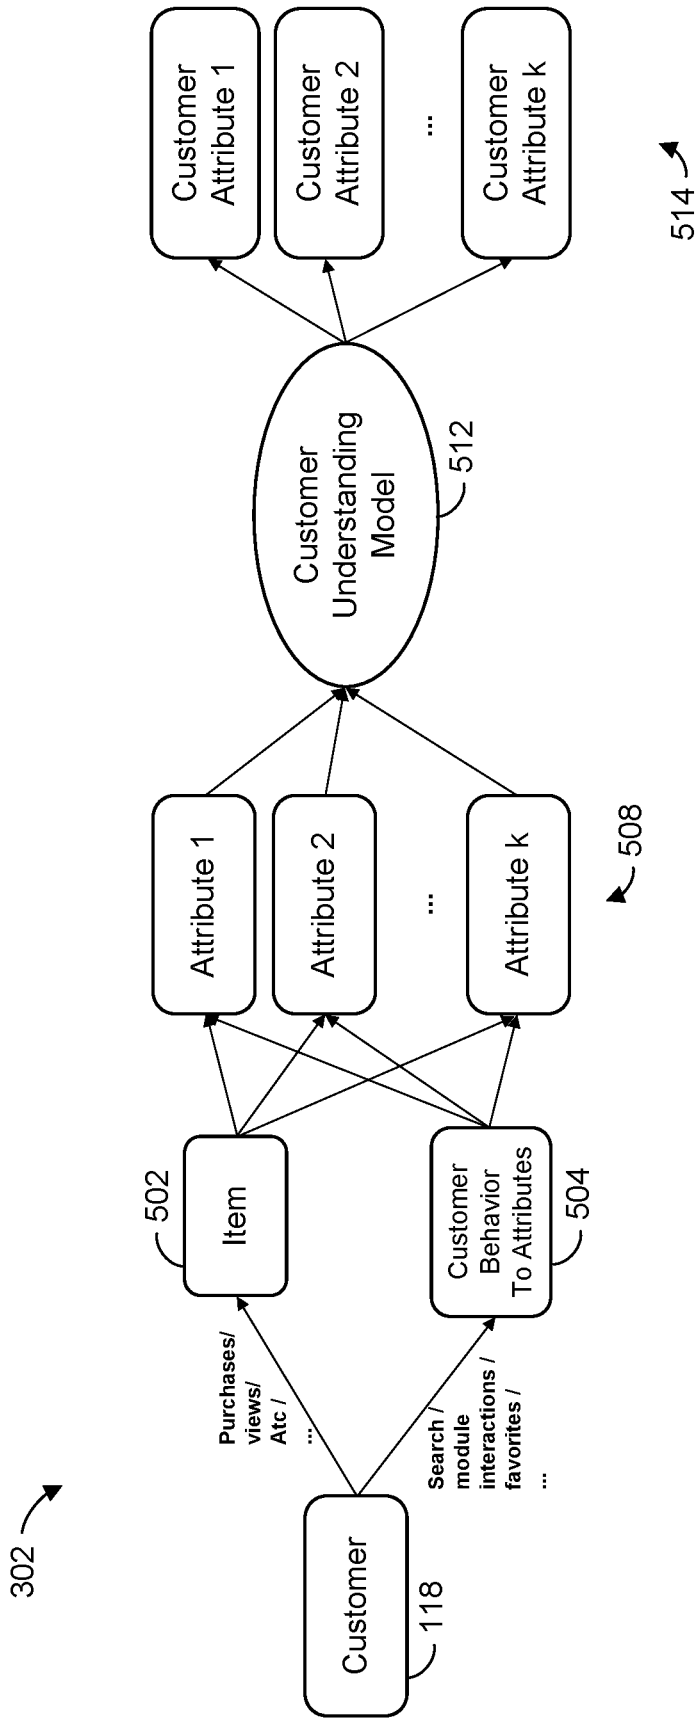 302
Customer
118
Purchases/
views/
Atc /
...
Search /
module
interactions /
favorites /
...
Item
502
Customer
Behavior
To Attributes
504
Attribute 1
Attribute 2
...
Attribute k
508
Customer
Understanding
Model
512
Customer
Attribute 1
Customer
Attribute 2
...
Customer
Attribute k
514